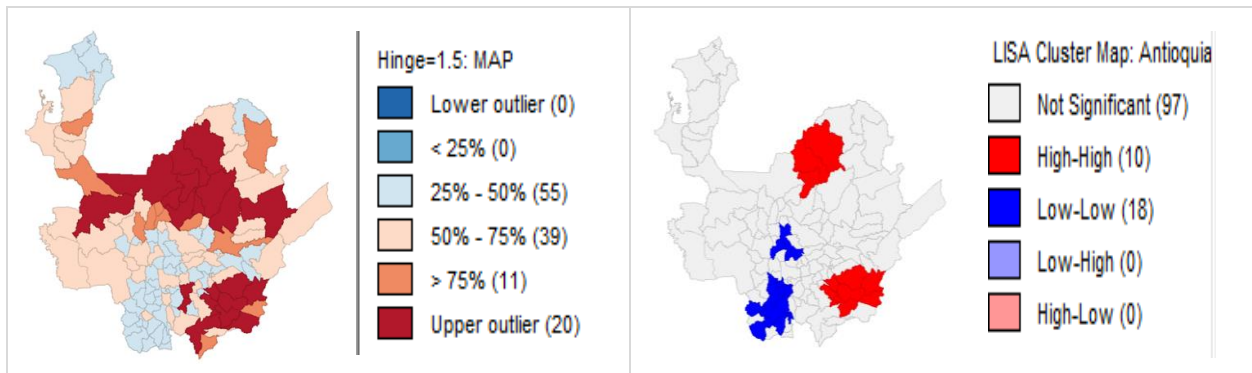 Hinge=1.5: MAP
Lower outlier (0)
< 25% (0)
25% - 50% (55)
50% - 75% (39)
> 75% (11)
Upper outlier (20)
LISA Cluster Map: Antioquia
Not Significant (97)
High-High (10)
Low-Low (18)
Low-High (0)
High-Low (0)